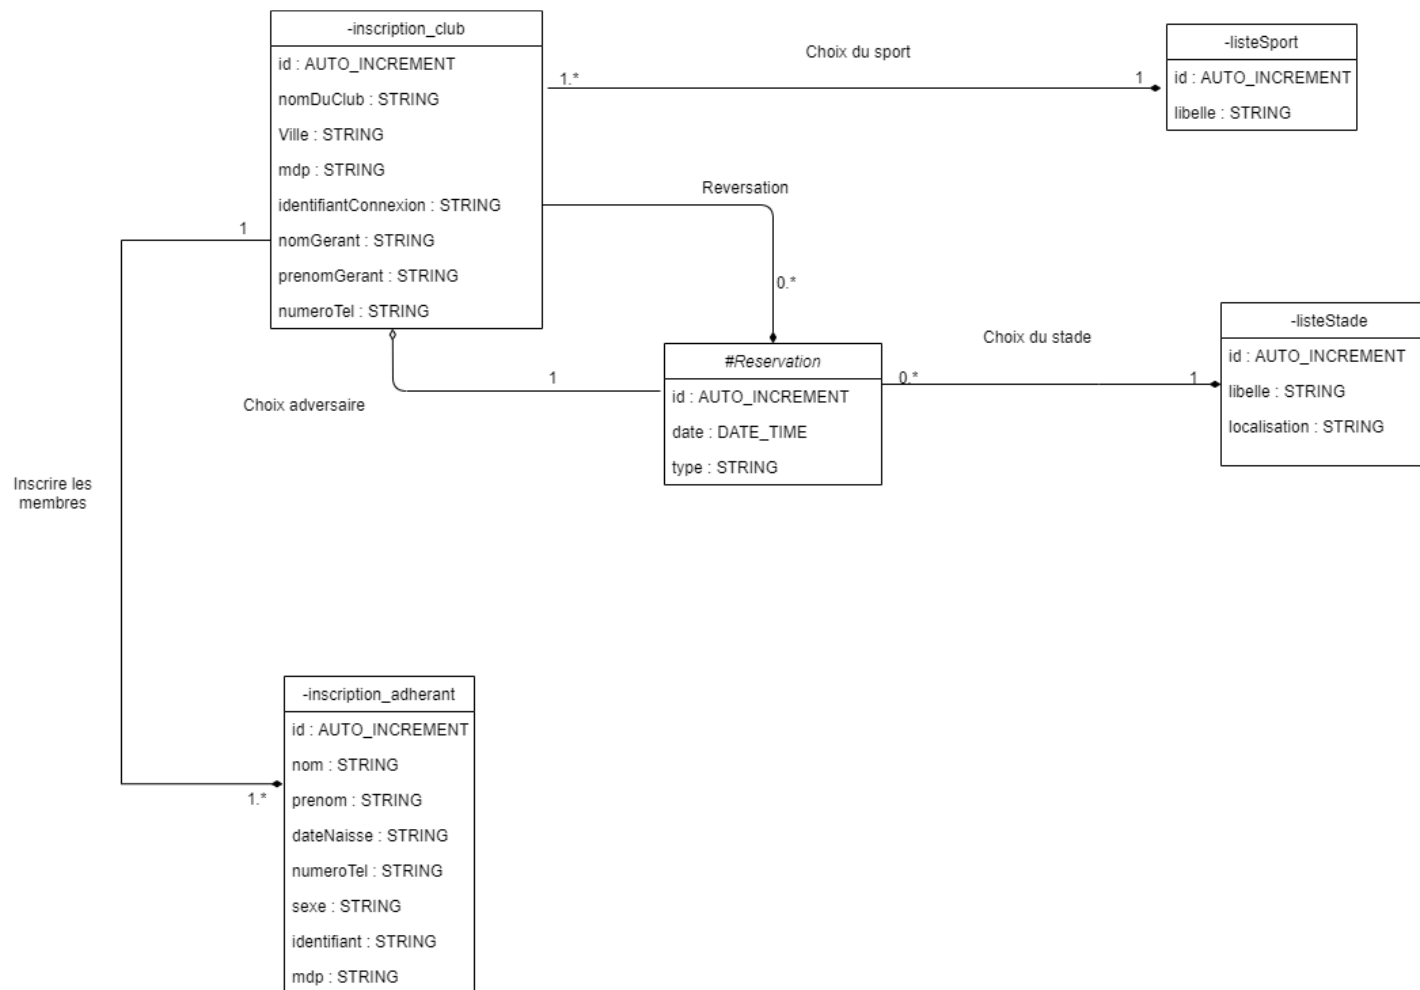 -inscription_club
id : AUTO_INCREMENT
nomDuClub : STRING
Ville : STRING
mdp : STRING
identifiantConnexion : STRING
nomGerant : STRING
prenomGerant : STRING
numeroTel : STRING
Choix du sport
1.*
1
-listeSport
id : AUTO_INCREMENT
libelle : STRING
Reversation
0.*
1
Choix adversaire
1
#Reservation
id : AUTO_INCREMENT
date : DATE_TIME
type : STRING
Choix du stade
0.*
1
-listeStade
id : AUTO_INCREMENT
libelle : STRING
localisation : STRING
Inscrire les
membres
1.*
-inscription_adherant
id : AUTO_INCREMENT
nom : STRING
prenom : STRING
dateNaisse : STRING
numeroTel : STRING
sexe : STRING
identifiant : STRING
mdp : STRING